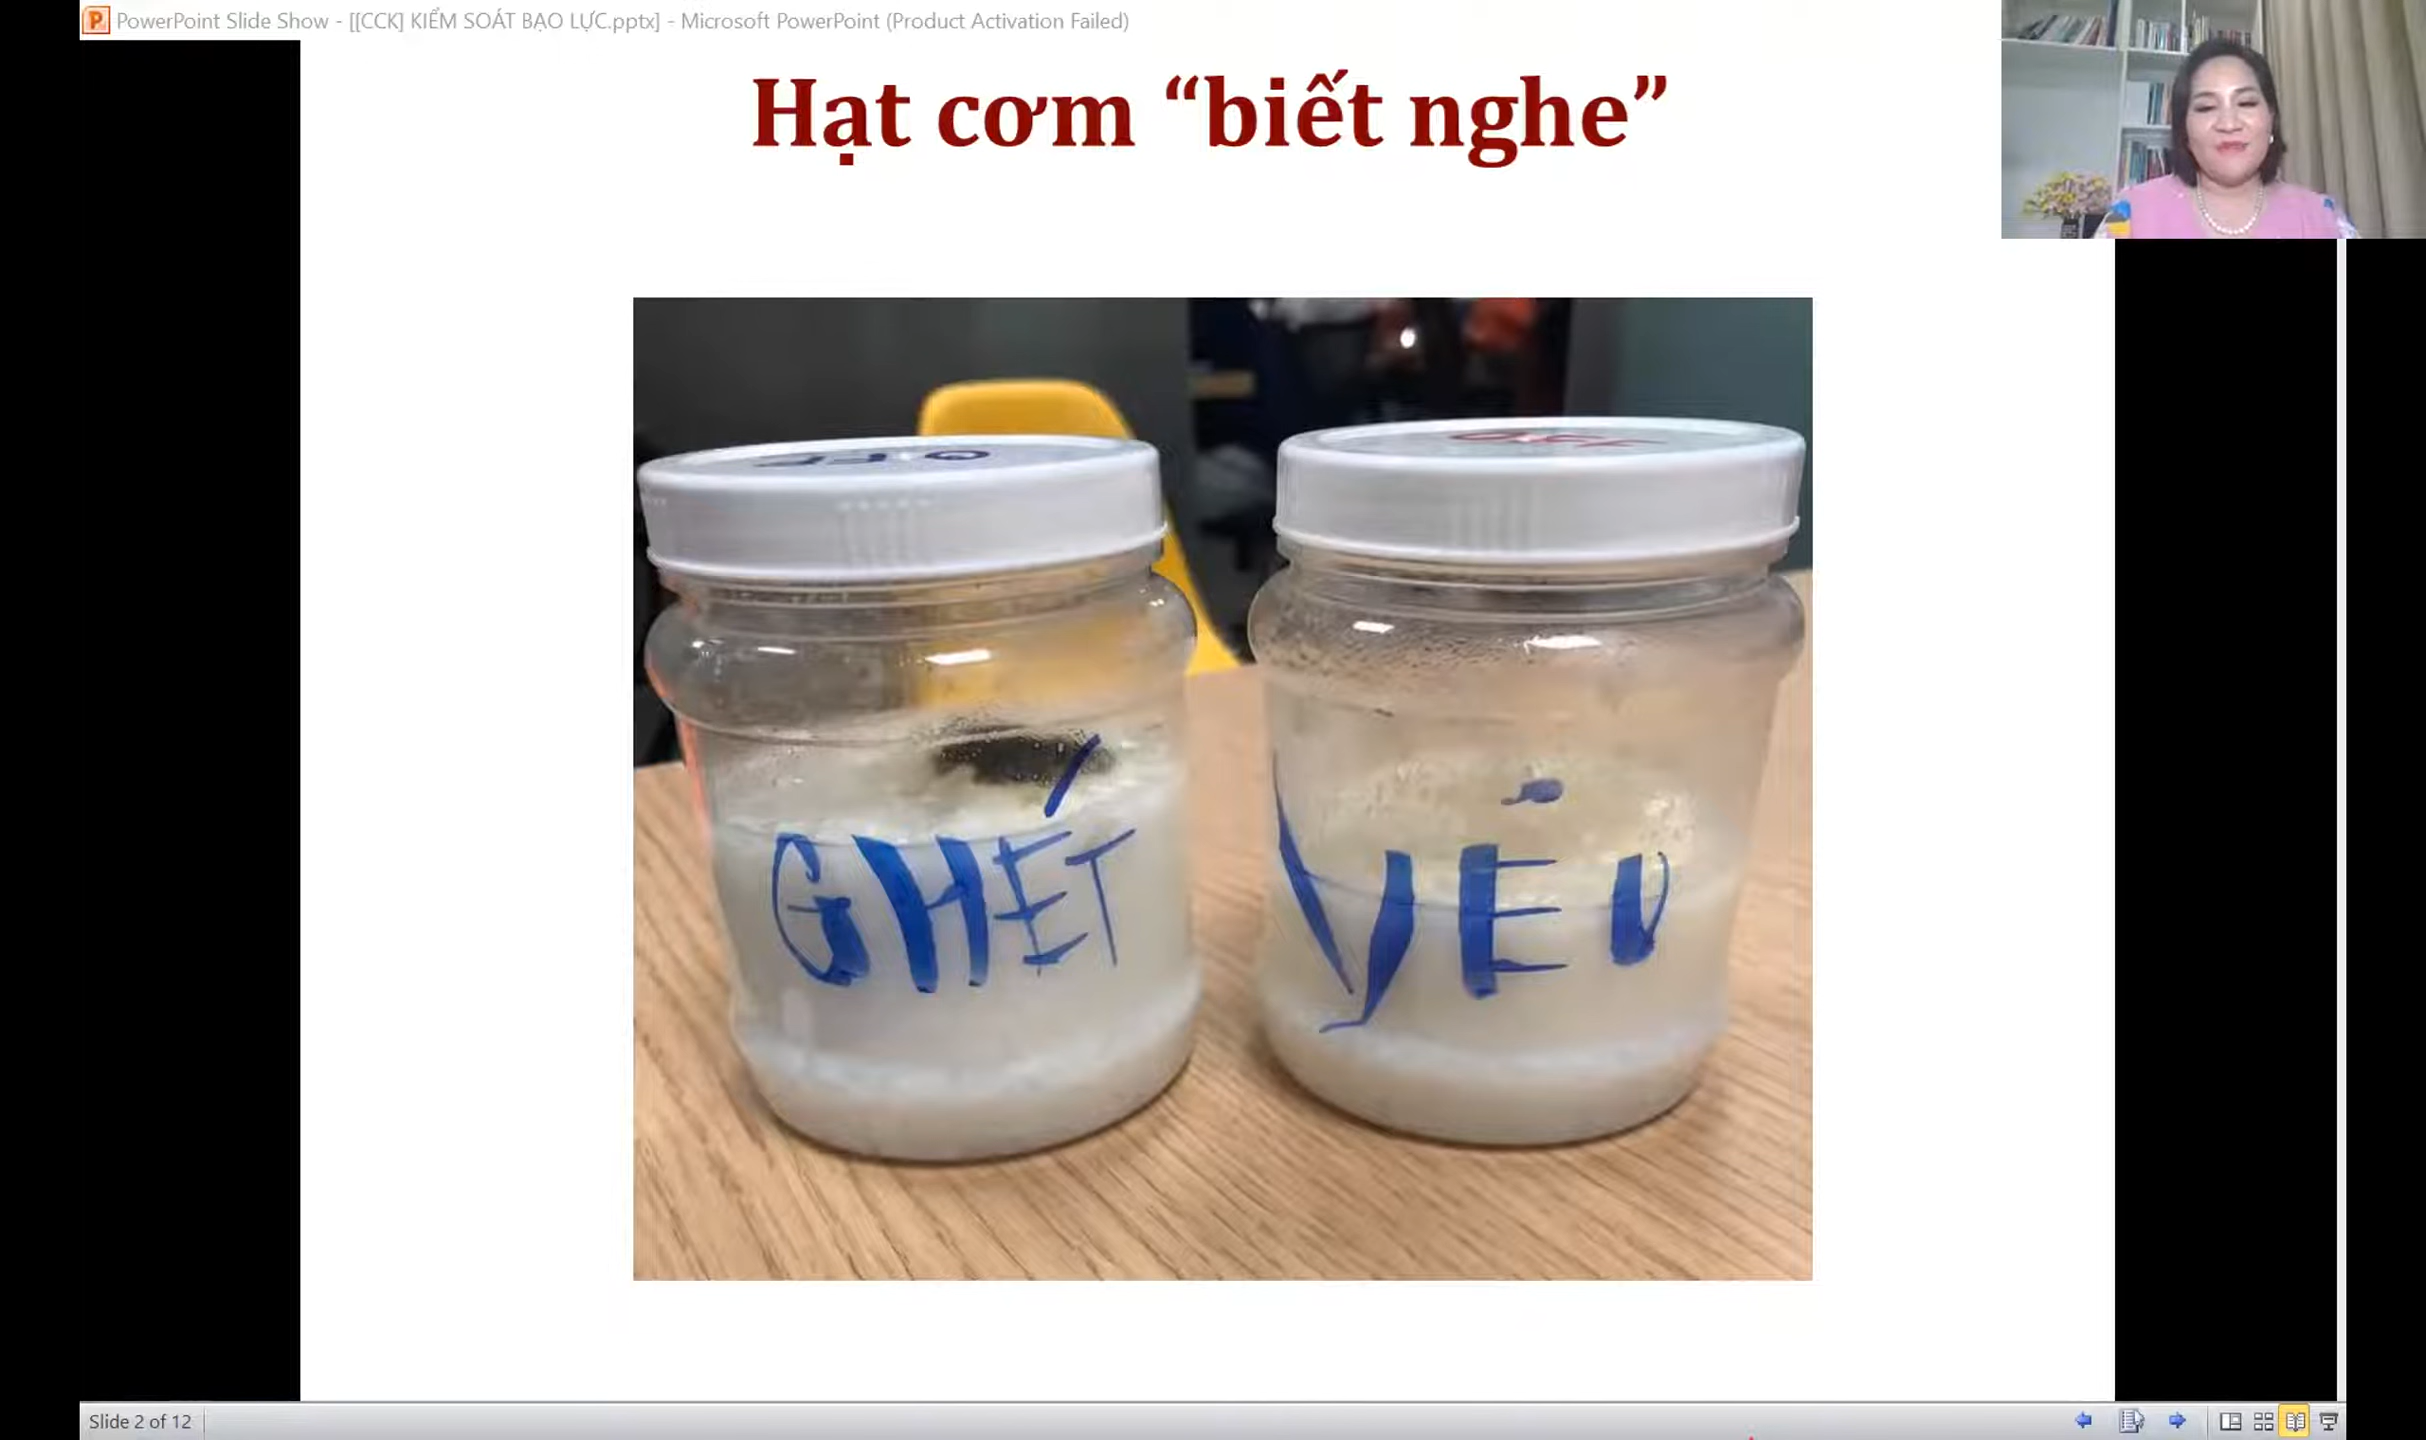 PowerPoint Slide Show - [[CCK] KIỂM SOÁT BẠO LỰC.pptx] - Microsoft PowerPoint (Product Activation Failed)
Hạt cơm “biết nghe”
GHÉT
YÊU
Slide 2 of 12